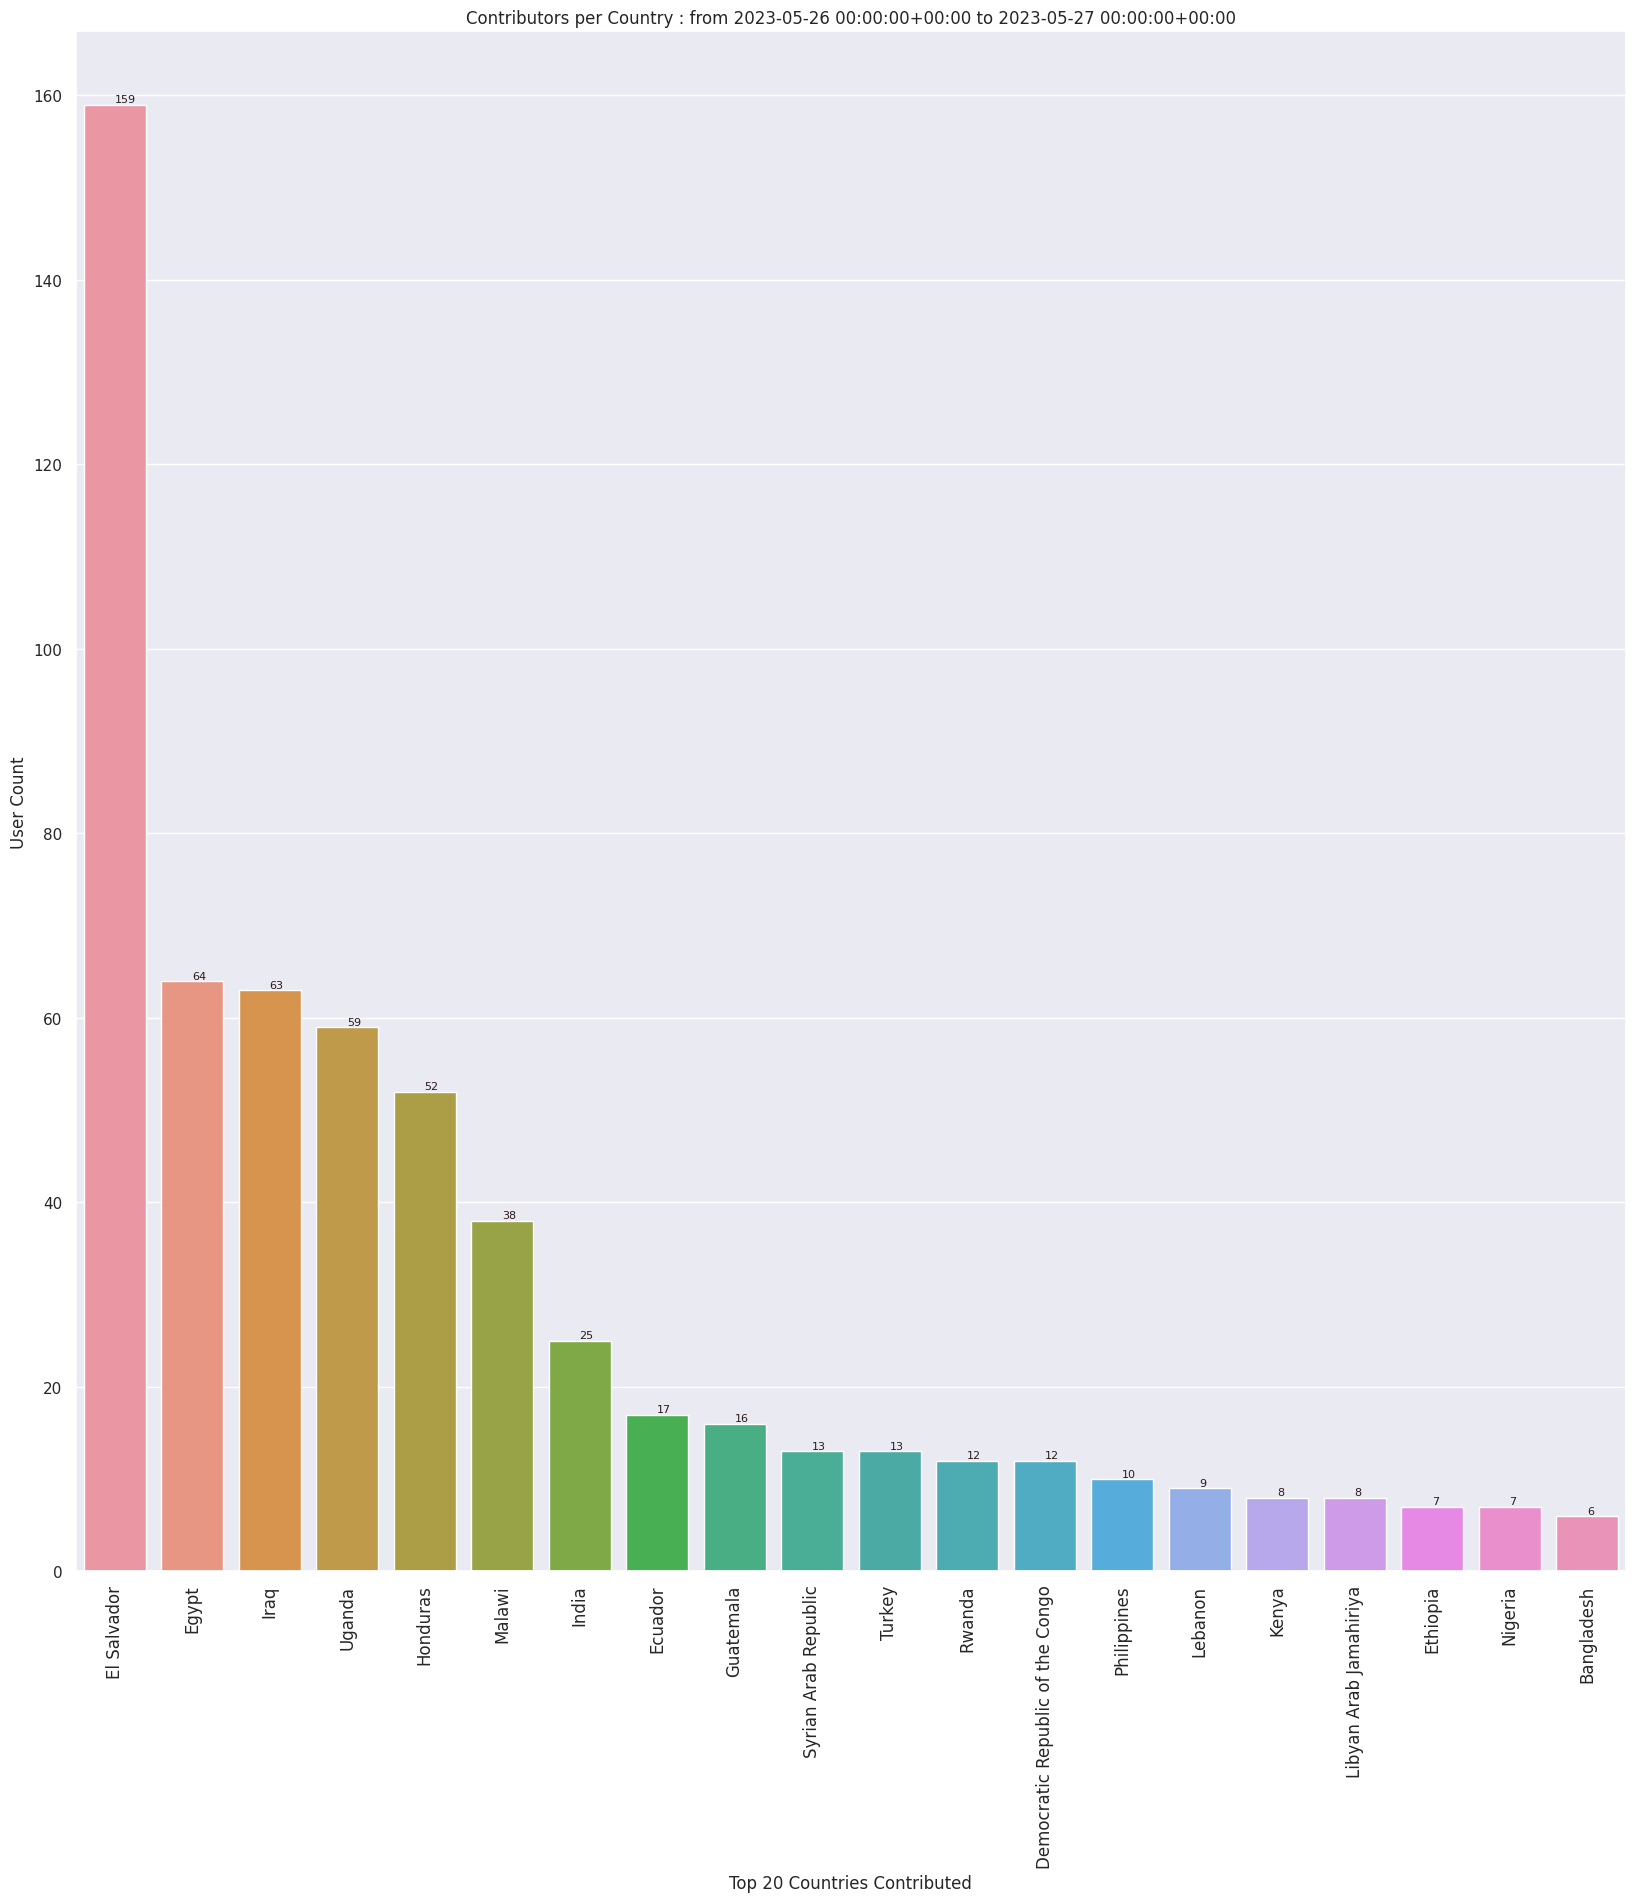 Contributors per Country : from 2023-05-26 00:00:00+00:00 to 2023-05-27 00:00:00+00:00
User Count
160
140
120
100
80
60
40
20
0
159
64
63
59
52
38
25
17
16
13
13
12
12
10
9
8
8
7
7
6
El Salvador
Egypt
Iraq
Uganda
Honduras
Malawi
India
Ecuador
Guatemala
Syrian Arab Republic
Turkey
Rwanda
Democratic Republic of the Congo
Philippines
Lebanon
Kenya
Libyan Arab Jamahiriya
Ethiopia
Nigeria
Bangladesh
Top 20 Countries Contributed